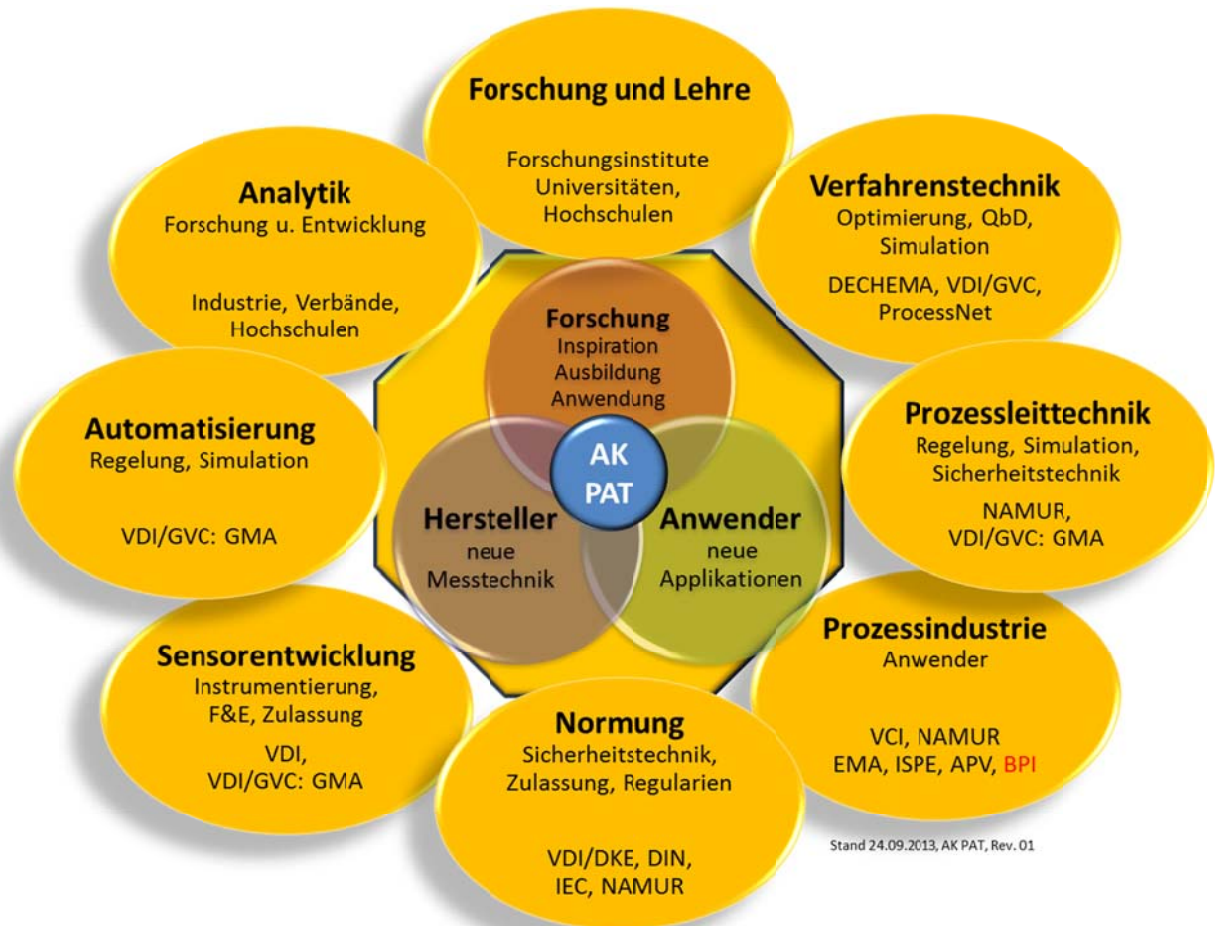 Forschung und Lehre
Forschungsinstitute
Universitäten,
Hochschulen
Analytik
Forschung u. Entwicklung
Industrie, Verbände,
Hochschulen
Verfahrenstechnik
Optimierung, QbD,
Simulation
DECHEMA, VDI/GVC,
ProcessNet
Forschung
Inspiration
Ausbildung
Anwendung
Automatisierung
Regelung, Simulation
VDI/GVC: GMA
AK
PAT
Prozessleittechnik
Regelung, Simulation,
Sicherheitstechnik
NAMUR,
VDI/GVC: GMA
Hersteller
neue
Messtechnik
Anwender
neue
Applikationen
Sensorentwicklung
Instrumentierung,
F&E, Zulassung
VDI,
VDI/GVC: GMA
Normung
Sicherheitstechnik,
Zulassung, Regularien
VDI/DKE, DIN,
IEC, NAMUR
Prozessindustrie
Anwender
VCI, NAMUR
EMA, ISPE, APV, BPI
Stand 24.09.2013, AK PAT, Rev. 01